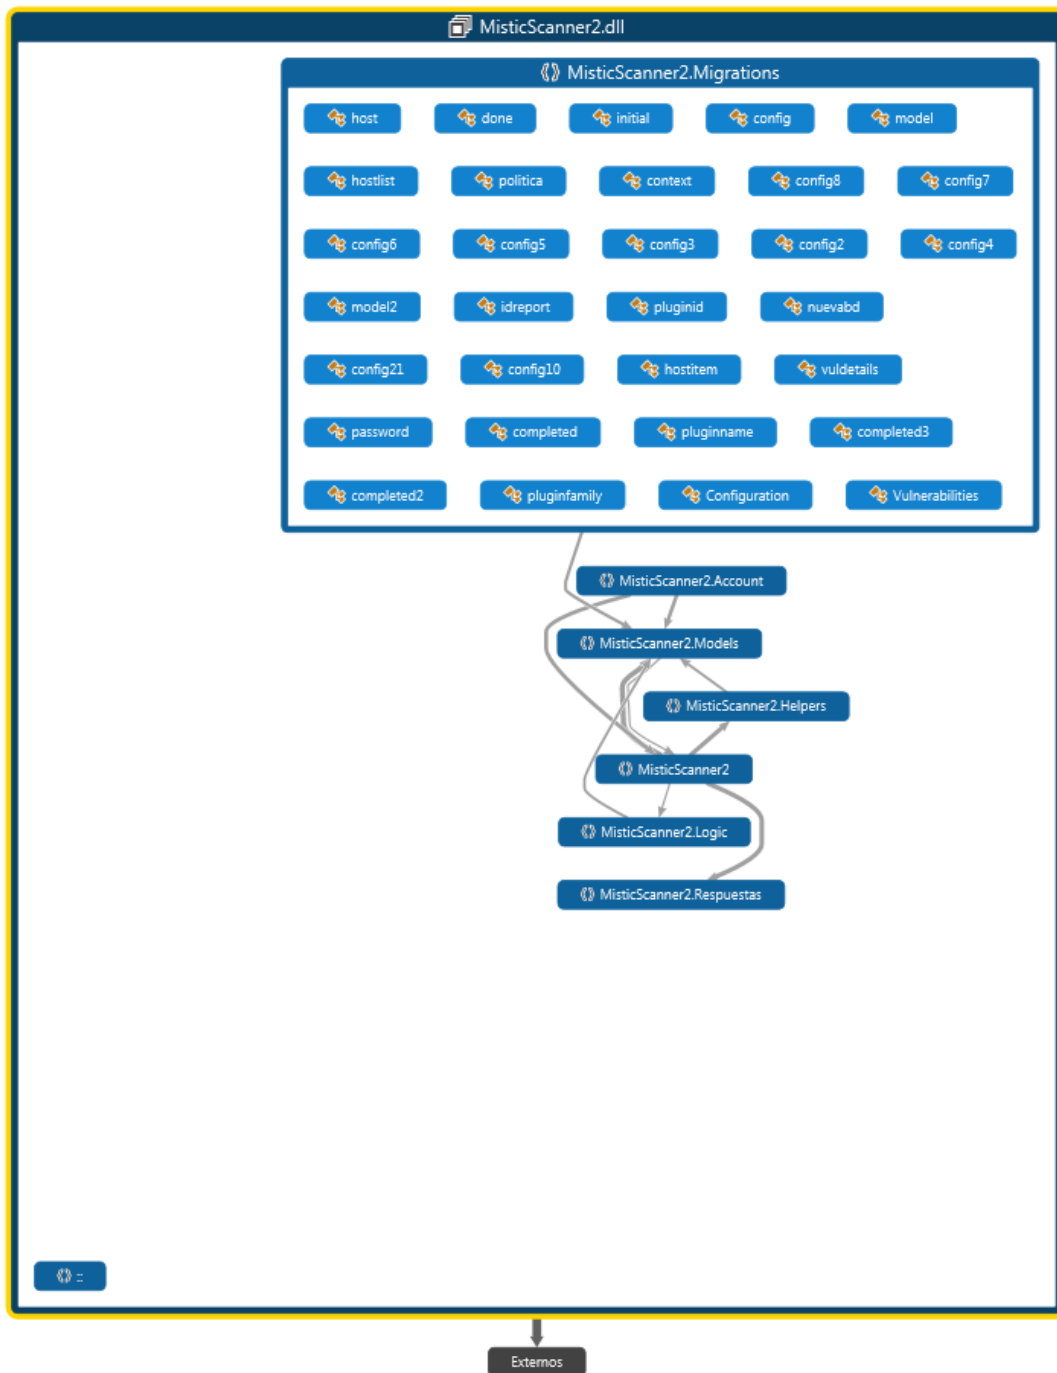 MisticScanner2.dll
MisticScanner2.Migrations
host done initial config model
hostlist politica context config8 config7
config6 config5 config3 config2 config4
model2 idreport pluginid nuevabd
config21 config10 hostitem vuldetails
password completed pluginname completed3
completed2 pluginfamily Configuration Vulnerabilities
MisticScanner2.Account
MisticScanner2.Models
MisticScanner2.Helpers
MisticScanner2
MisticScanner2.Logic
MisticScanner2.Respuestas
::
Externos